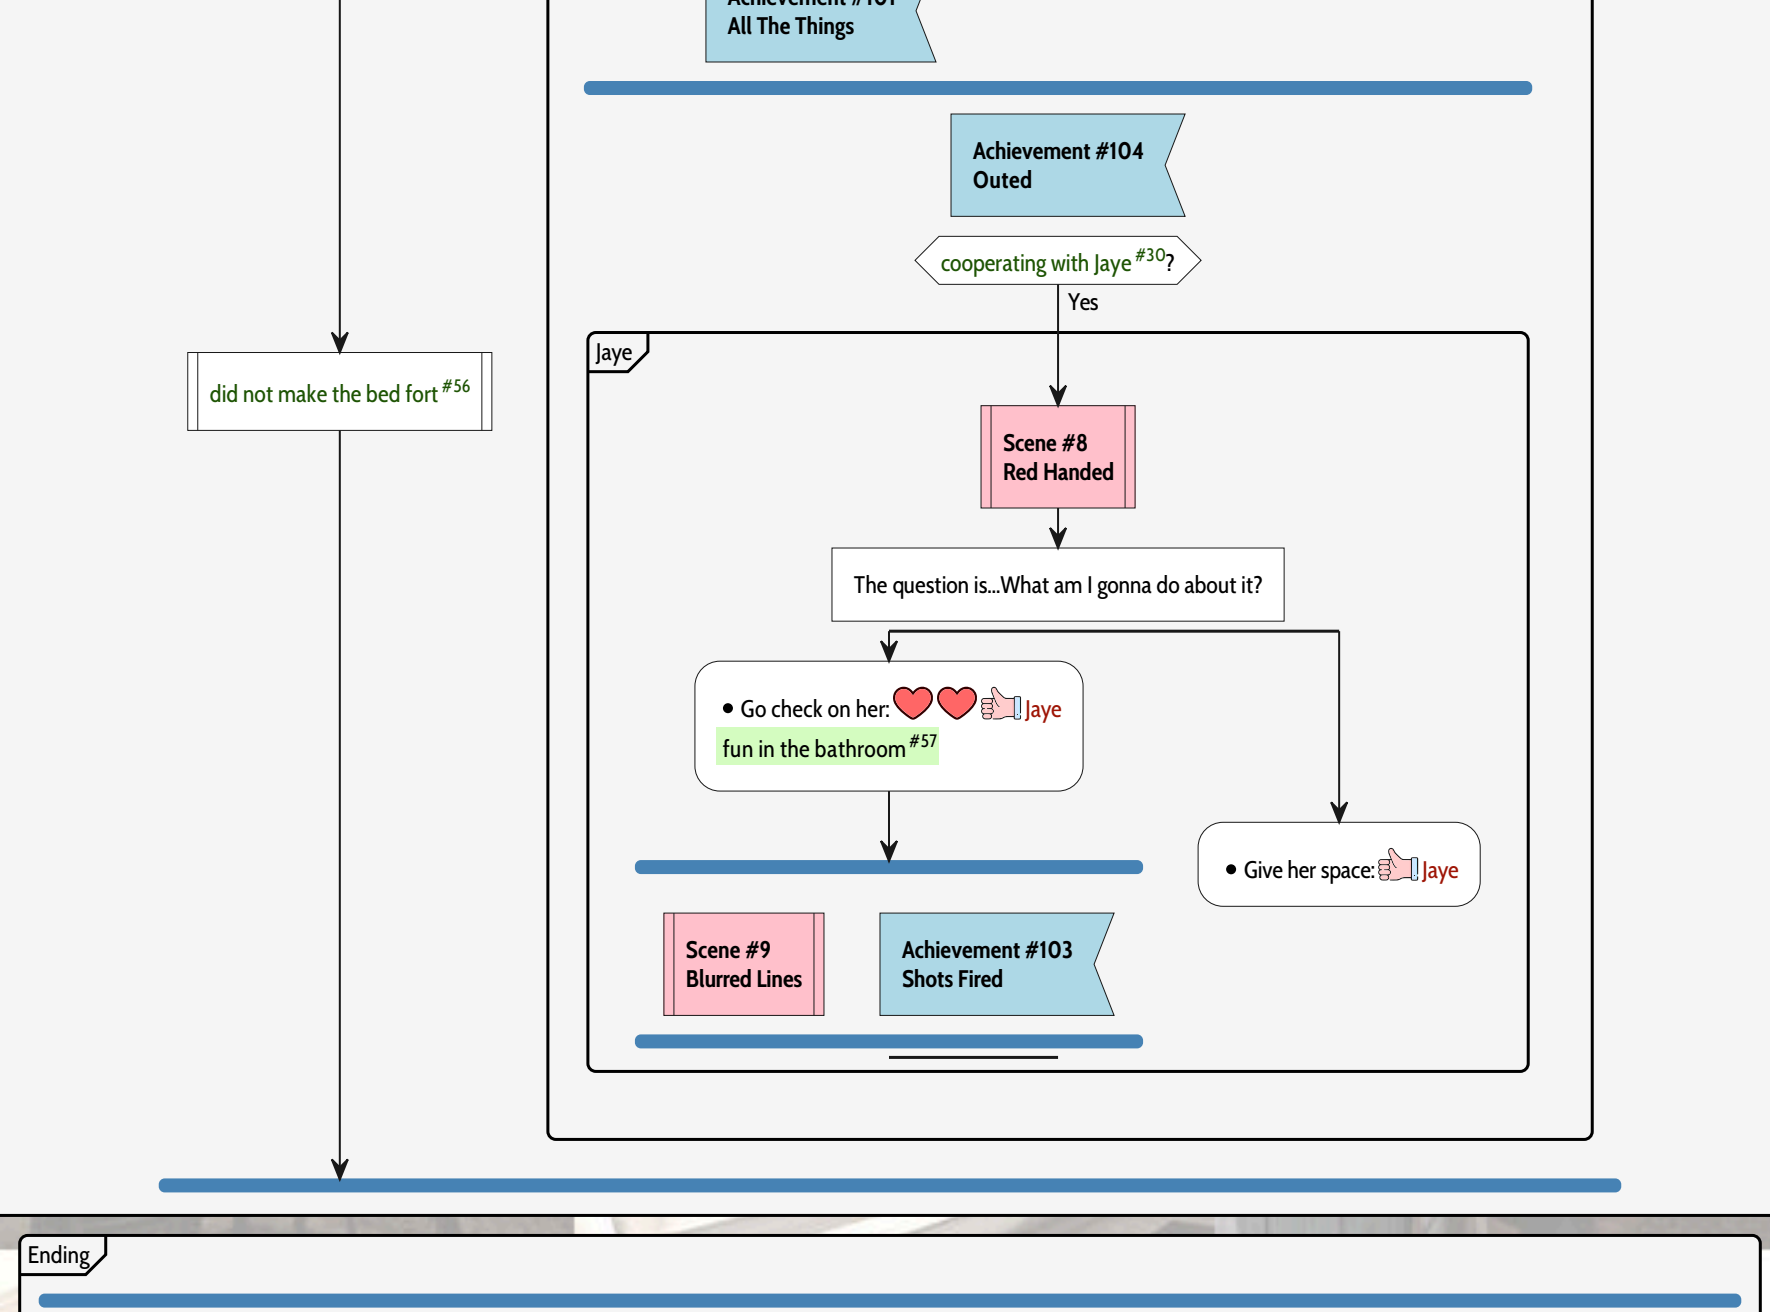 Achievement #101
All The Things
Achievement #104
Outed
cooperating with Jaye #30?
Yes
Jaye
did not make the bed fort #56
Scene #8
Red Handed
The question is...What am I gonna do about it?
• Go check on her: Jaye
fun in the bathroom #57
• Give her space: Jaye
Scene #9
Blurred Lines
Achievement #103
Shots Fired
Ending